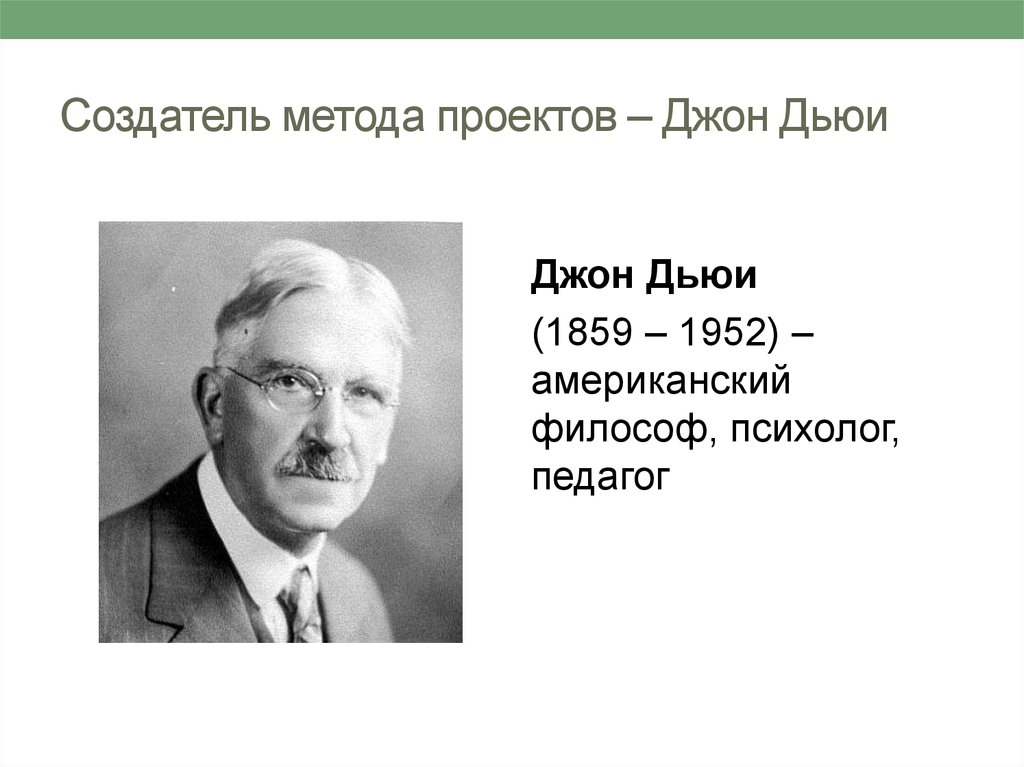 Создатель метода проектов – Джон Дьюи
Джон Дьюи
(1859 – 1952) –
американский
философ, психолог,
педагог